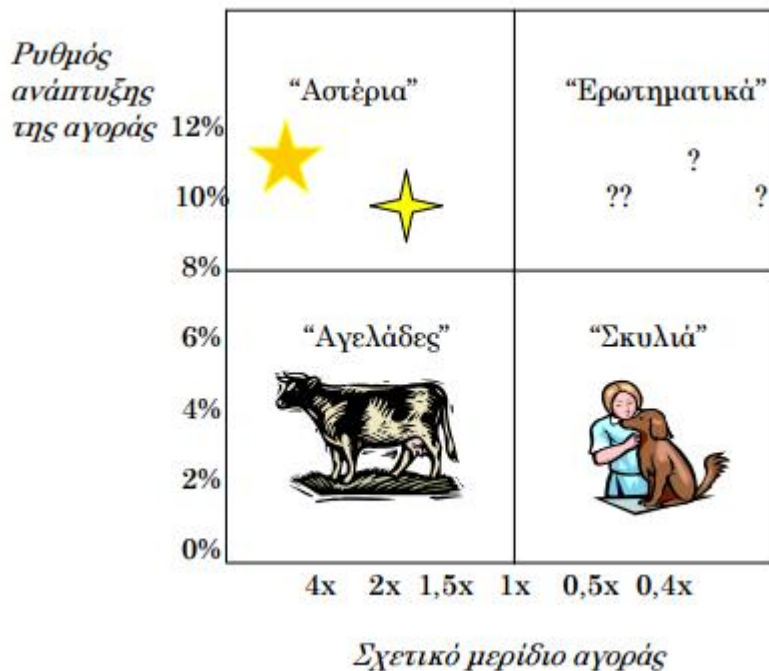 Ρυθμός
ανάπτυξης
της αγοράς
“Αστέρια” “Ερωτηματικά”
12%
?
10% ?? ?
8%
6% “Αγελάδες” “Σκυλιά”
4%
2%
0%
4x 2x 1,5x 1x 0,5x 0,4x
Σχετικό μερίδιο αγοράς